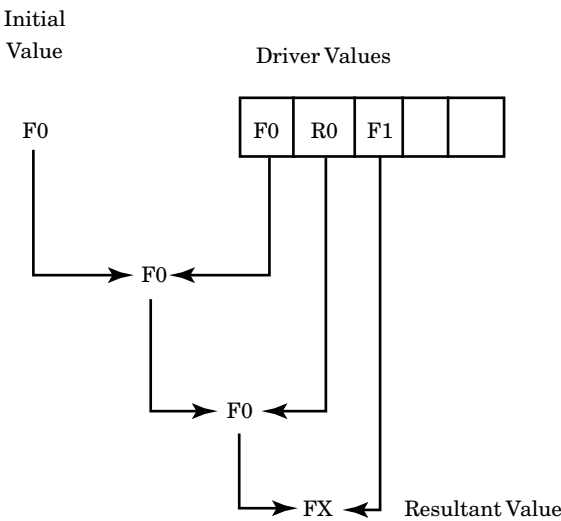 Initial
Value
Driver Values
F0
F0 R0 F1
F0
F0
FX
Resultant Value